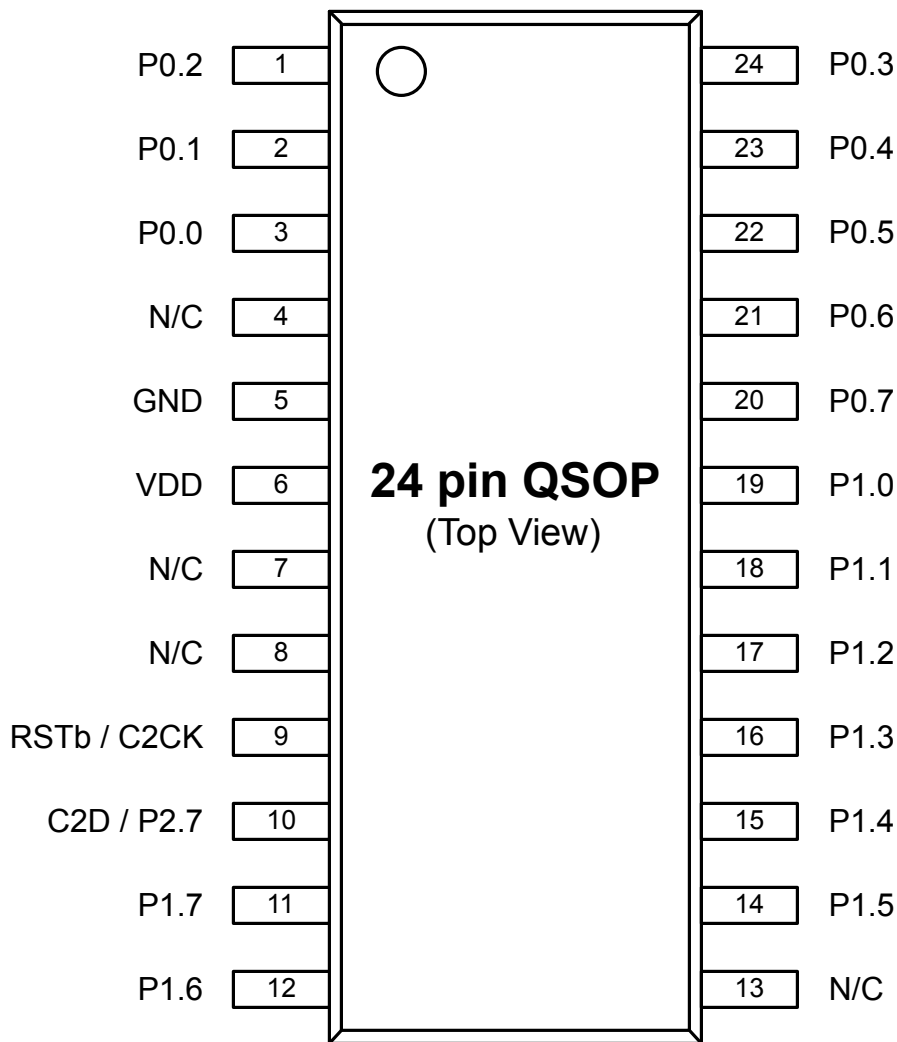 P0.2 1 24 P0.3
P0.1 2 23 P0.4
P0.0 3 22 P0.5
N/C 4 21 P0.6
GND 5 20 P0.7
VDD 6 24 pin QSOP 19 P1.0
(Top View)
N/C 7 18 P1.1
N/C 8 17 P1.2
RSTb / C2CK 9 16 P1.3
C2D / P2.7 10 15 P1.4
P1.7 11 14 P1.5
P1.6 12 13 N/C